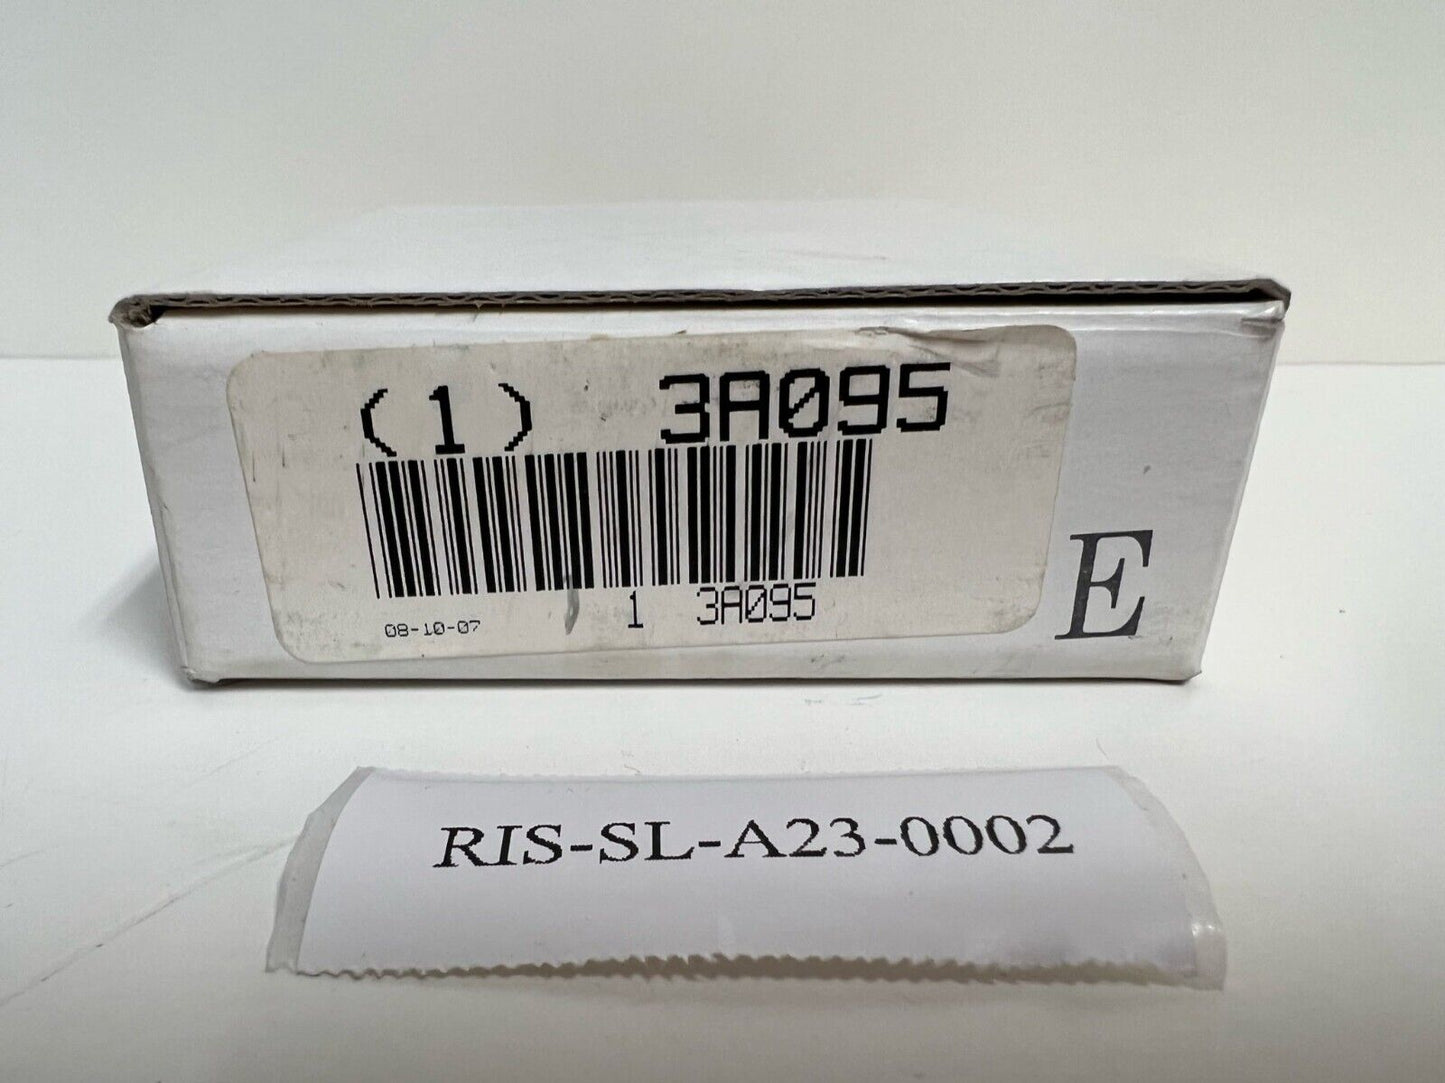 (1) 3A095
1 3A095
08-10-07
E
RIS-SL-A23-0002